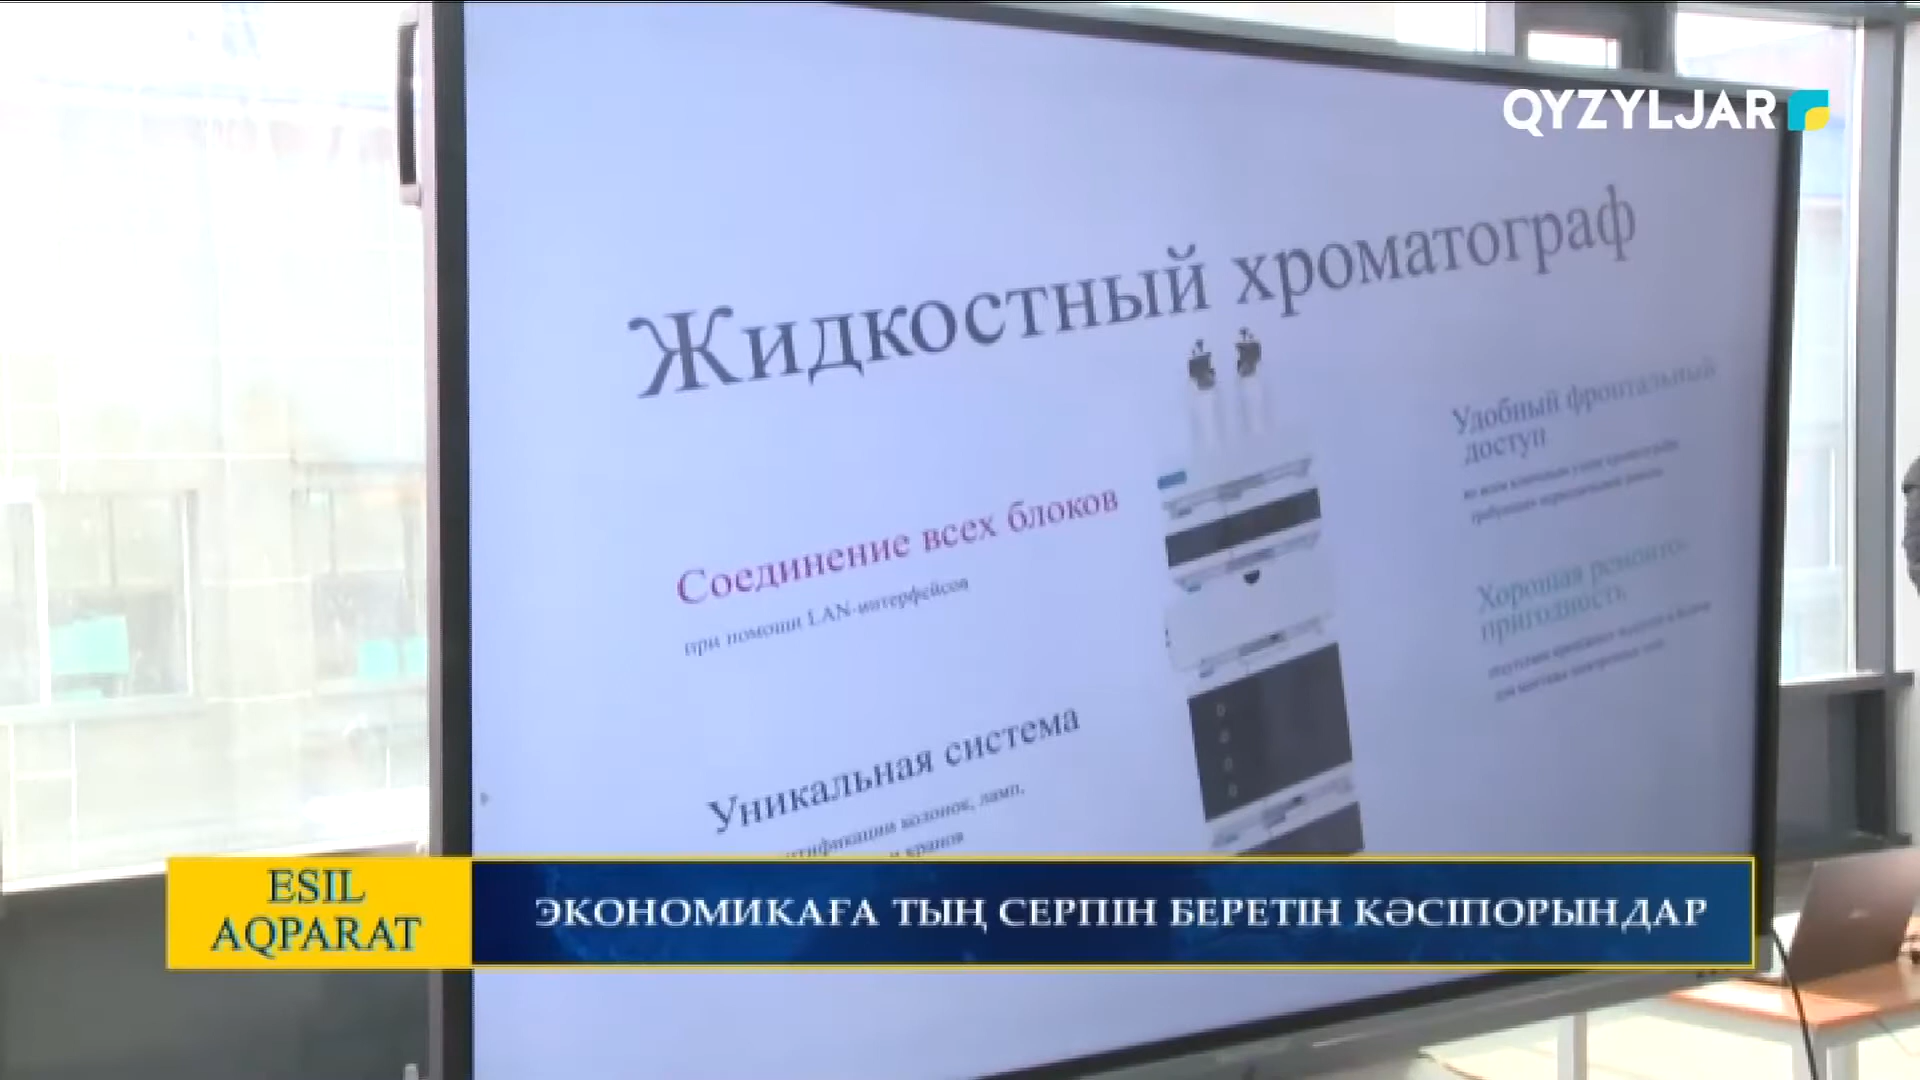 QYZYLJAR
Жидкостный хроматограф
Соединение всех блоков
при помощи LAN-интерфейсов
Уникальная система
колонок, ламп,
и кранов
Удобный фронтальный
доступ
Хорошая ремонто-
пригодность
ESIL
AQPARAT
ЭКОНОМИКАҒА ТЫҢ СЕРПІН БЕРЕТІН КӘСІПОРЫНДАР